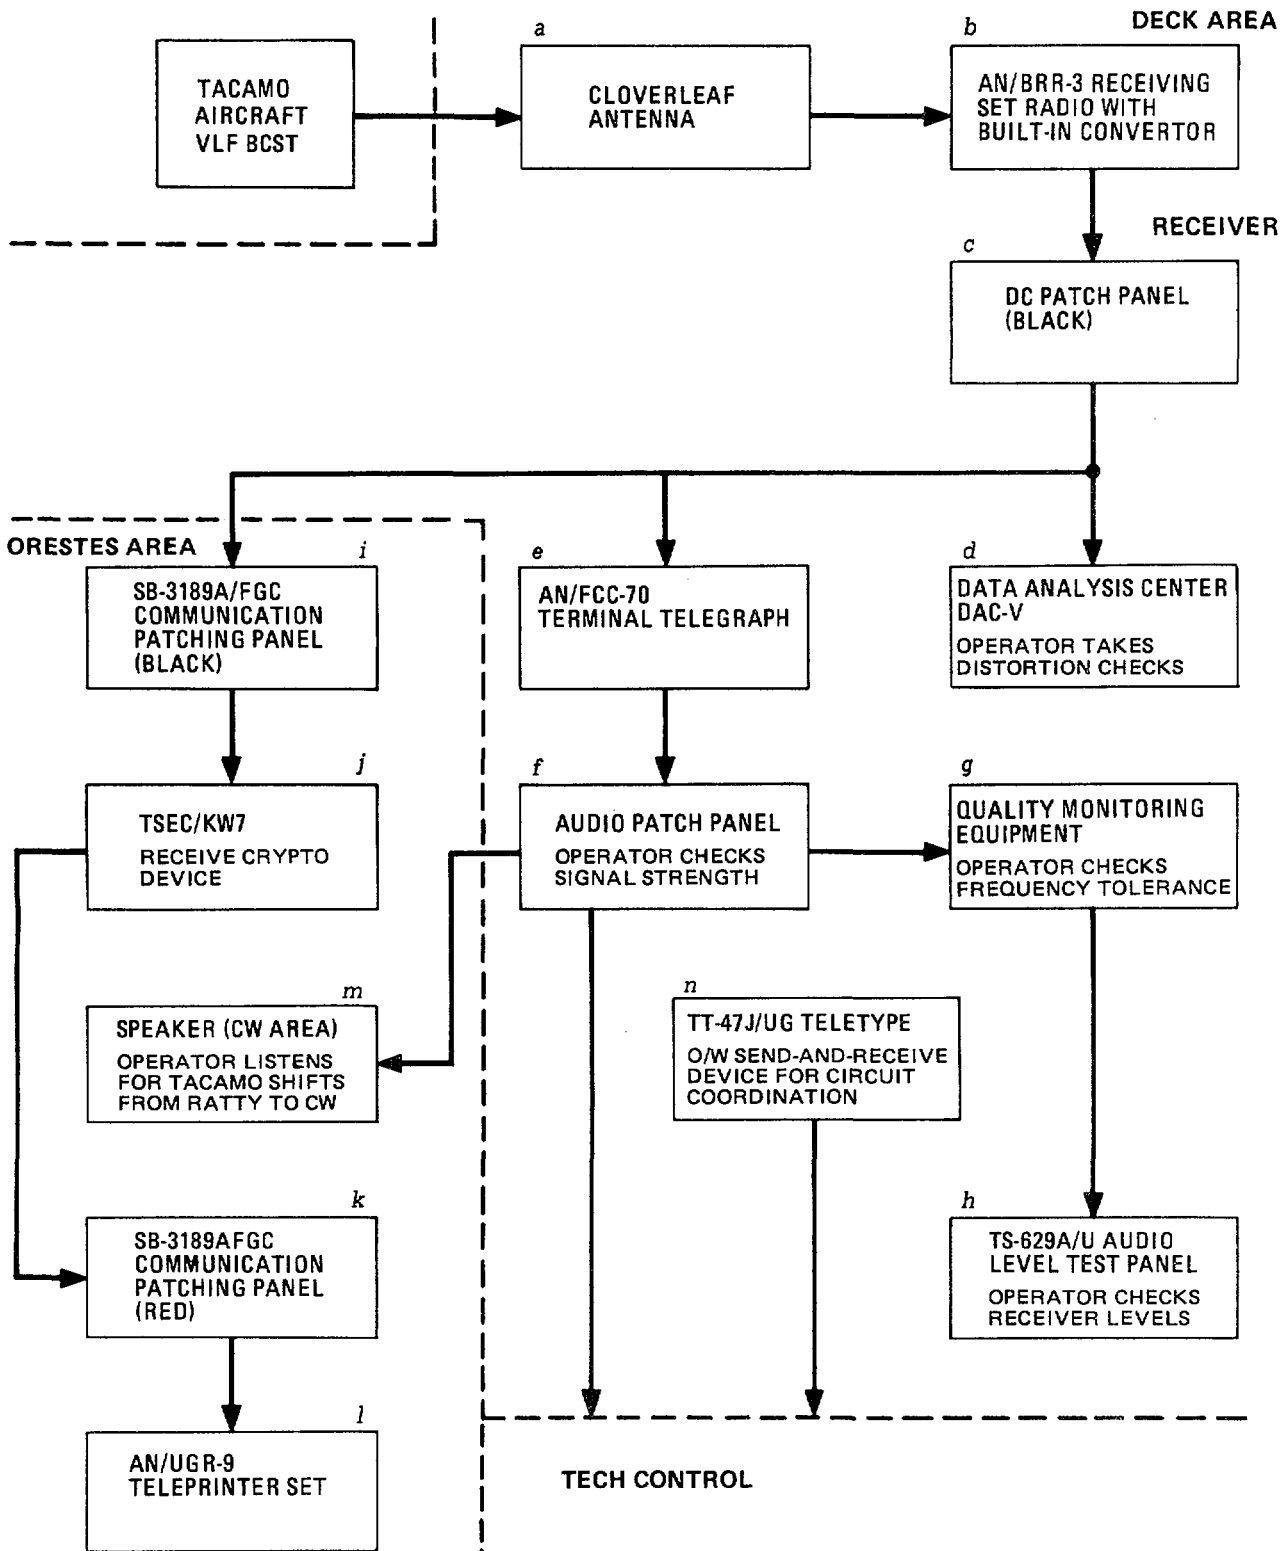 DECK AREA
TACAMO
AIRCRAFT
VLF BCST
a
CLOVERLEAF
ANTENNA
b
AN/BRR-3 RECEIVING
SET RADIO WITH
BUILT-IN CONVERTOR
RECEIVER
c
DC PATCH PANEL
(BLACK)
ORESTES AREA
i
SB-3189A/FGC
COMMUNICATION
PATCHING PANEL
(BLACK)
e
AN/FCC-70
TERMINAL TELEGRAPH
d
DATA ANALYSIS CENTER
DAC-V
OPERATOR TAKES
DISTORTION CHECKS
j
TSEC/KW7
RECEIVE CRYPTO
DEVICE
f
AUDIO PATCH PANEL
OPERATOR CHECKS
SIGNAL STRENGTH
g
QUALITY MONITORING
EQUIPMENT
OPERATOR CHECKS
FREQUENCY TOLERANCE
m
SPEAKER (CW AREA)
OPERATOR LISTENS
FOR TACAMO SHIFTS
FROM RATTY TO CW
n
TT-47J/UG TELETYPE
O/W SEND-AND-RECEIVE
DEVICE FOR CIRCUIT
COORDINATION
k
SB-3189AFGC
COMMUNICATION
PATCHING PANEL
(RED)
h
TS-629A/U AUDIO
LEVEL TEST PANEL
OPERATOR CHECKS
RECEIVER LEVELS
l
AN/UGR-9
TELEPRINTER SET
TECH CONTROL